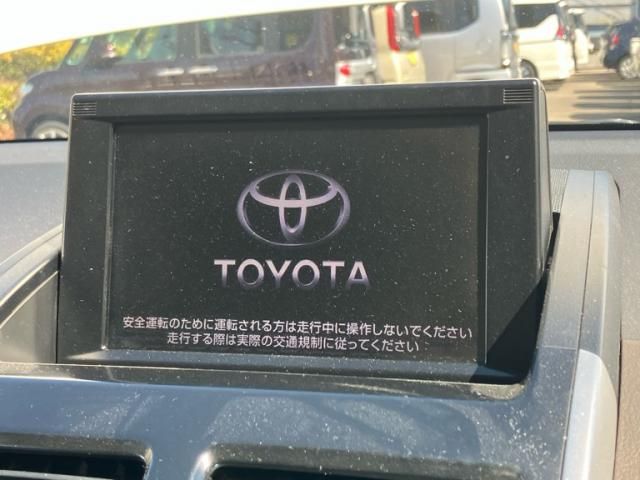 TOYOTA
安全運転のために運転される方は走行中に操作しないでください
走行する際は実際の交通規制に従ってください